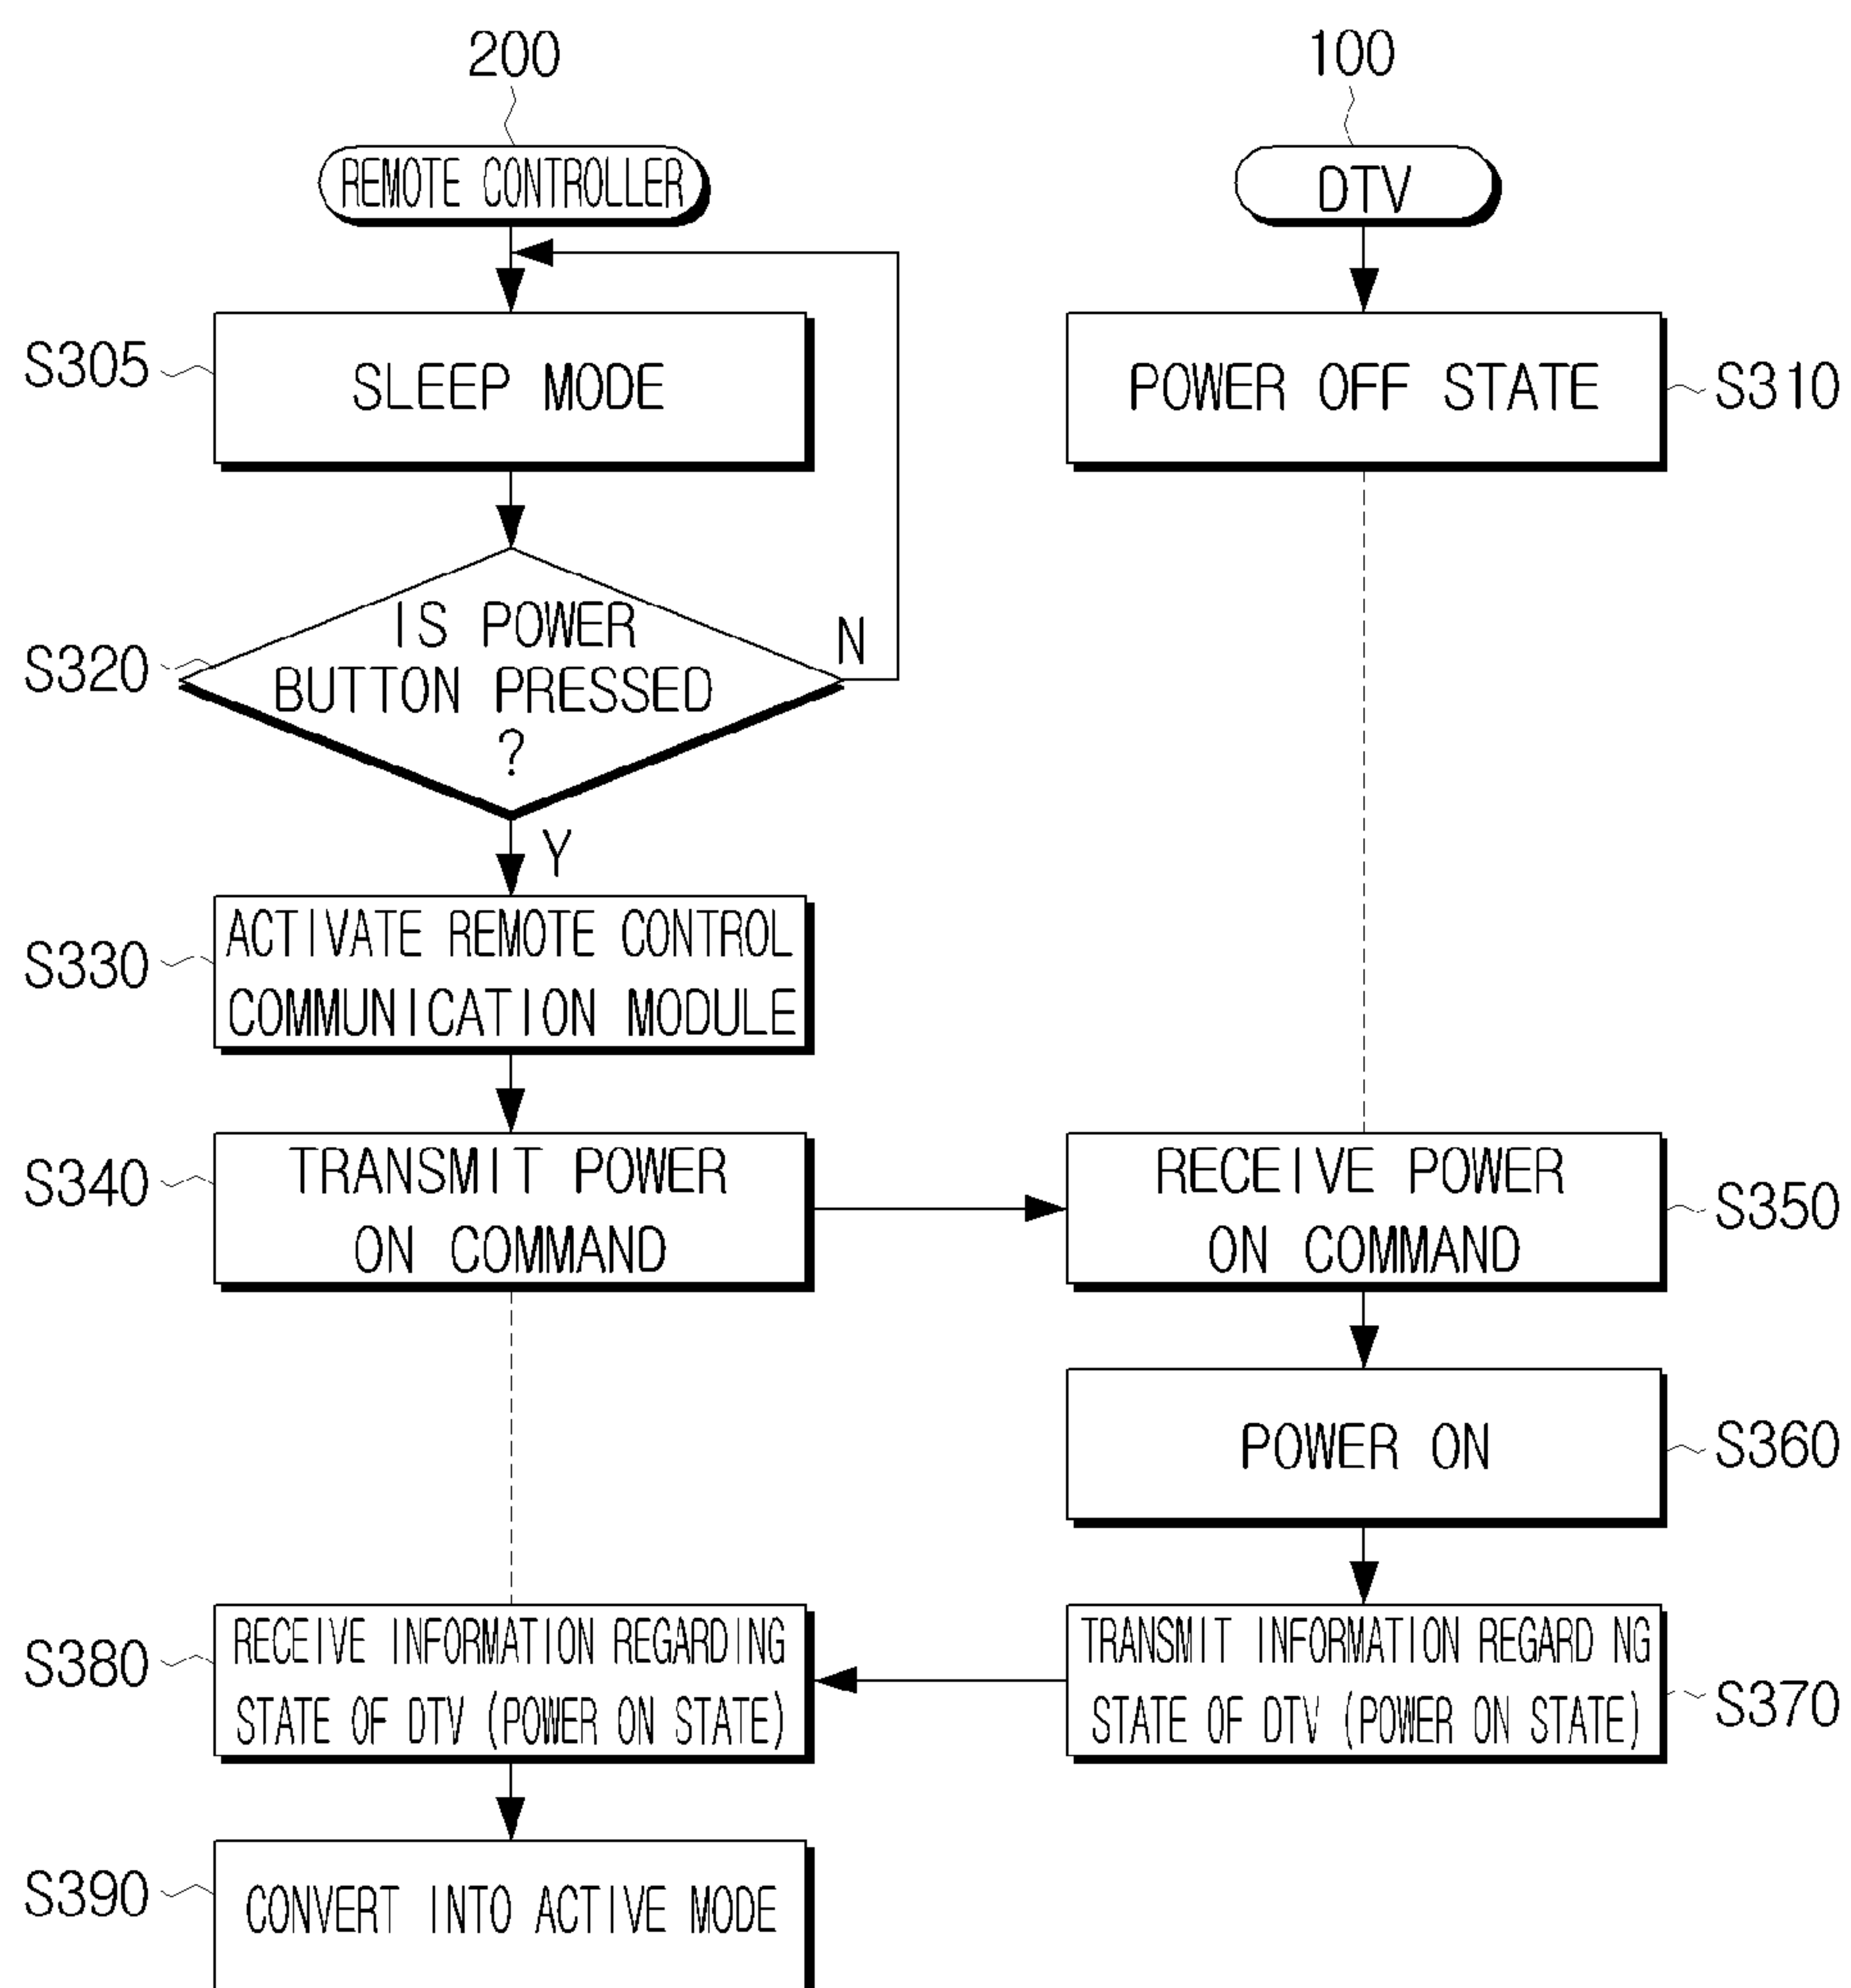 200
100
REMOTE CONTROLLER
DTV
S305
SLEEP MODE
POWER OFF STATE
S310
S320
IS POWER
BUTTON PRESSED
?
N
Y
S330
ACTIVATE REMOTE CONTROL
COMMUNICATION MODULE
S340
TRANSMIT POWER
ON COMMAND
RECEIVE POWER
ON COMMAND
S350
POWER ON
S360
S380
RECEIVE INFORMATION REGARDING
STATE OF DTV (POWER ON STATE)
TRANSMIT INFORMATION REGARD NG
STATE OF DTV (POWER ON STATE)
S370
S390
CONVERT INTO ACTIVE MODE